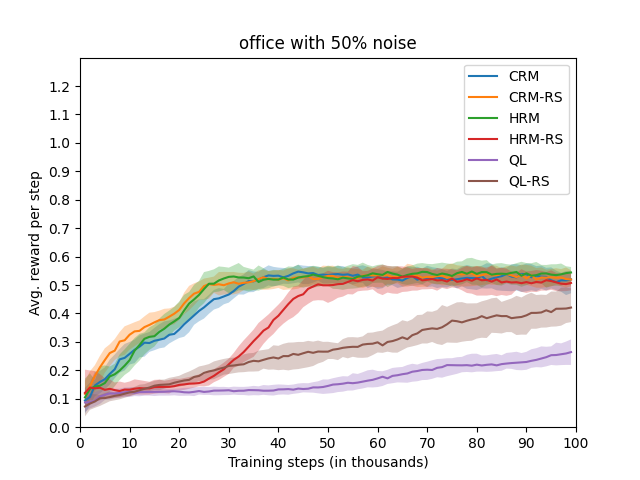 office with 50% noise
Avg. reward per step
1.2
1.1
1.0
0.9
0.8
0.7
0.6
0.5
0.4
0.3
0.2
0.1
0.0
CRM
CRM-RS
HRM
HRM-RS
QL
QL-RS
0 10 20 30 40 50 60 70 80 90 100
Training steps (in thousands)